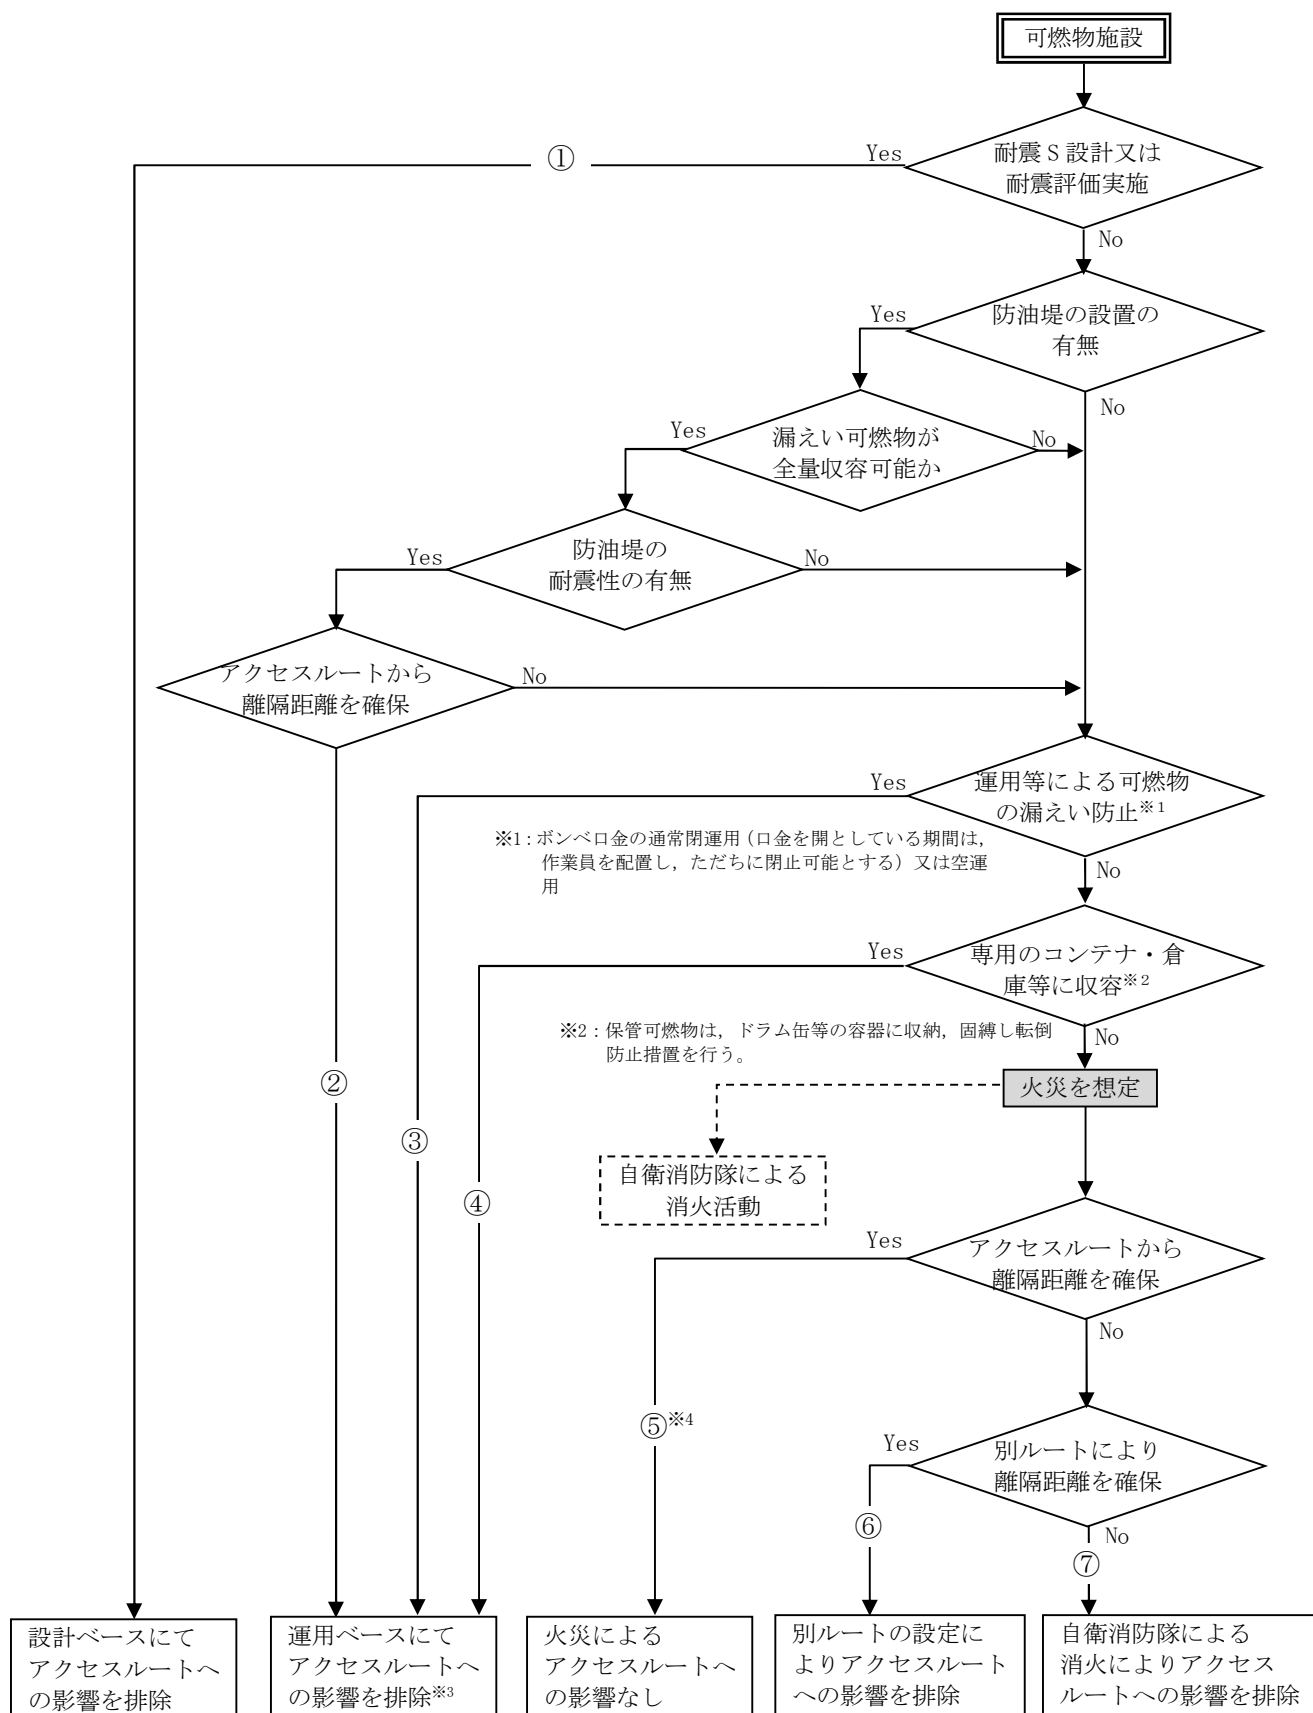 可燃物施設
耐震 S 設計又は
耐震評価実施
Yes
①
No
防油堤の設置の
有無
Yes
No
漏えい可燃物が
全量収容可能か
Yes
No
防油堤の
耐震性の有無
Yes
No
アクセスルートから
離隔距離を確保
No
運用等による可燃物
の漏えい防止※1
Yes
※1：ボンベ口金の通常閉運用（口金を開としている期間は，
作業員を配置し，ただちに閉止可能とする）又は空運
用
No
専用のコンテナ・倉
庫等に収容※2
Yes
※2：保管可燃物は，ドラム缶等の容器に収納，固縛し転倒
防止措置を行う。
No
火災を想定
②
③
④
自衛消防隊による
消火活動
アクセスルートから
離隔距離を確保
Yes
No
⑤※4
別ルートにより
離隔距離を確保
Yes
⑥
No
⑦
設計ベースにて
アクセスルートへ
の影響を排除
運用ベースにて
アクセスルートへ
の影響を排除※3
火災による
アクセスルートへ
の影響なし
別ルートの設定に
よりアクセスルート
への影響を排除
自衛消防隊による
消火によりアクセス
ルートへの影響を排除